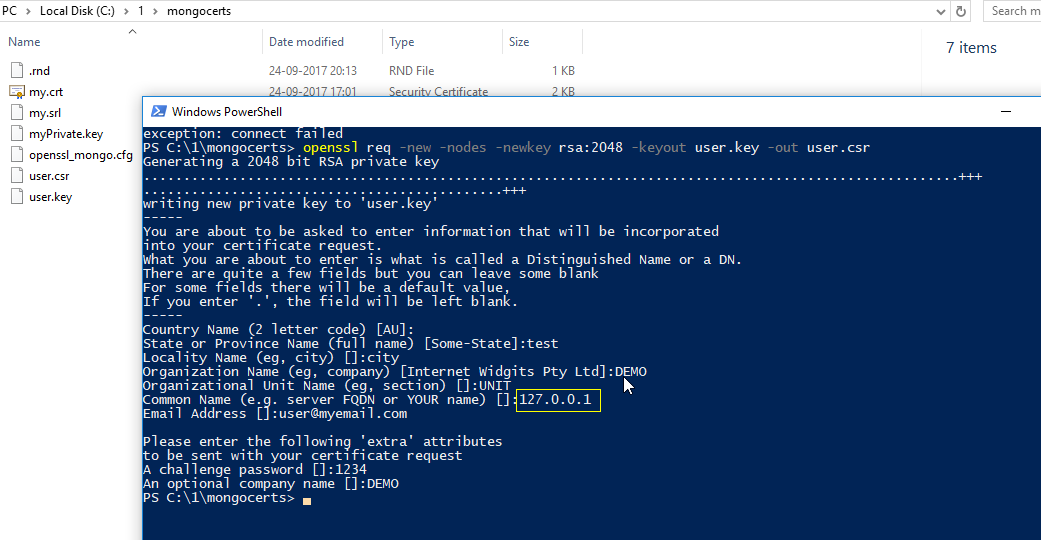 PC > Local Disk (C:) > 1 > mongocerts
Search m
Name Date modified Type Size
7 items
.rnd 24-09-2017 20:13 RND File 1 KB
my.crt 24-09-2017 17:01 Security Certificate 2 KB
my.srl
myPrivate.key
openssl_mongo.cfg
user.csr
user.key
Windows PowerShell
exception: connect failed
PS C:\1\mongocerts> openssl req -new -nodes -newkey rsa:2048 -keyout user.key -out user.csr
Generating a 2048 bit RSA private key
.......................................................................................................+++
.............................................+++
writing new private key to 'user.key'
-----
You are about to be asked to enter information that will be incorporated
into your certificate request.
What you are about to enter is what is called a Distinguished Name or a DN.
There are quite a few fields but you can leave some blank
For some fields there will be a default value,
If you enter '.', the field will be left blank.
-----
Country Name (2 letter code) [AU]:
State or Province Name (full name) [Some-State]:test
Locality Name (eg, city) []:city
Organization Name (eg, company) [Internet Widgits Pty Ltd]:DEMO
Organizational Unit Name (eg, section) []:UNIT
Common Name (e.g. server FQDN or YOUR name) []:127.0.0.1
Email Address []:user@myemail.com
Please enter the following 'extra' attributes
to be sent with your certificate request
A challenge password []:1234
An optional company name []:DEMO
PS C:\1\mongocerts>